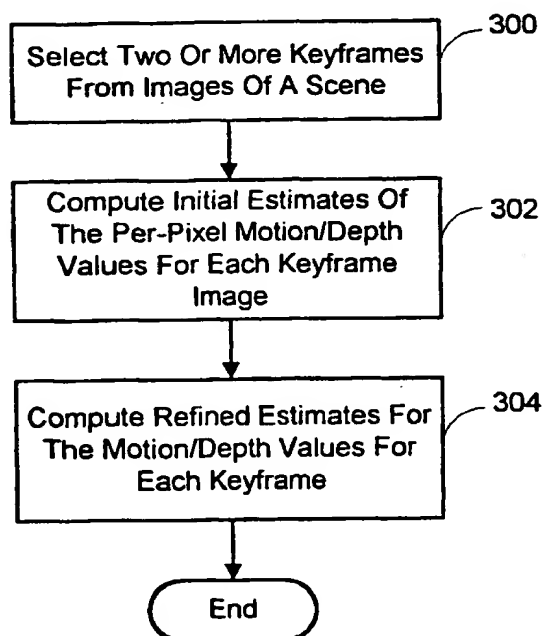 300
Select Two Or More Keyframes
From Images Of A Scene
302
Compute Initial Estimates Of
The Per-Pixel Motion/Depth
Values For Each Keyframe
Image
304
Compute Refined Estimates For
The Motion/Depth Values For
Each Keyframe
End